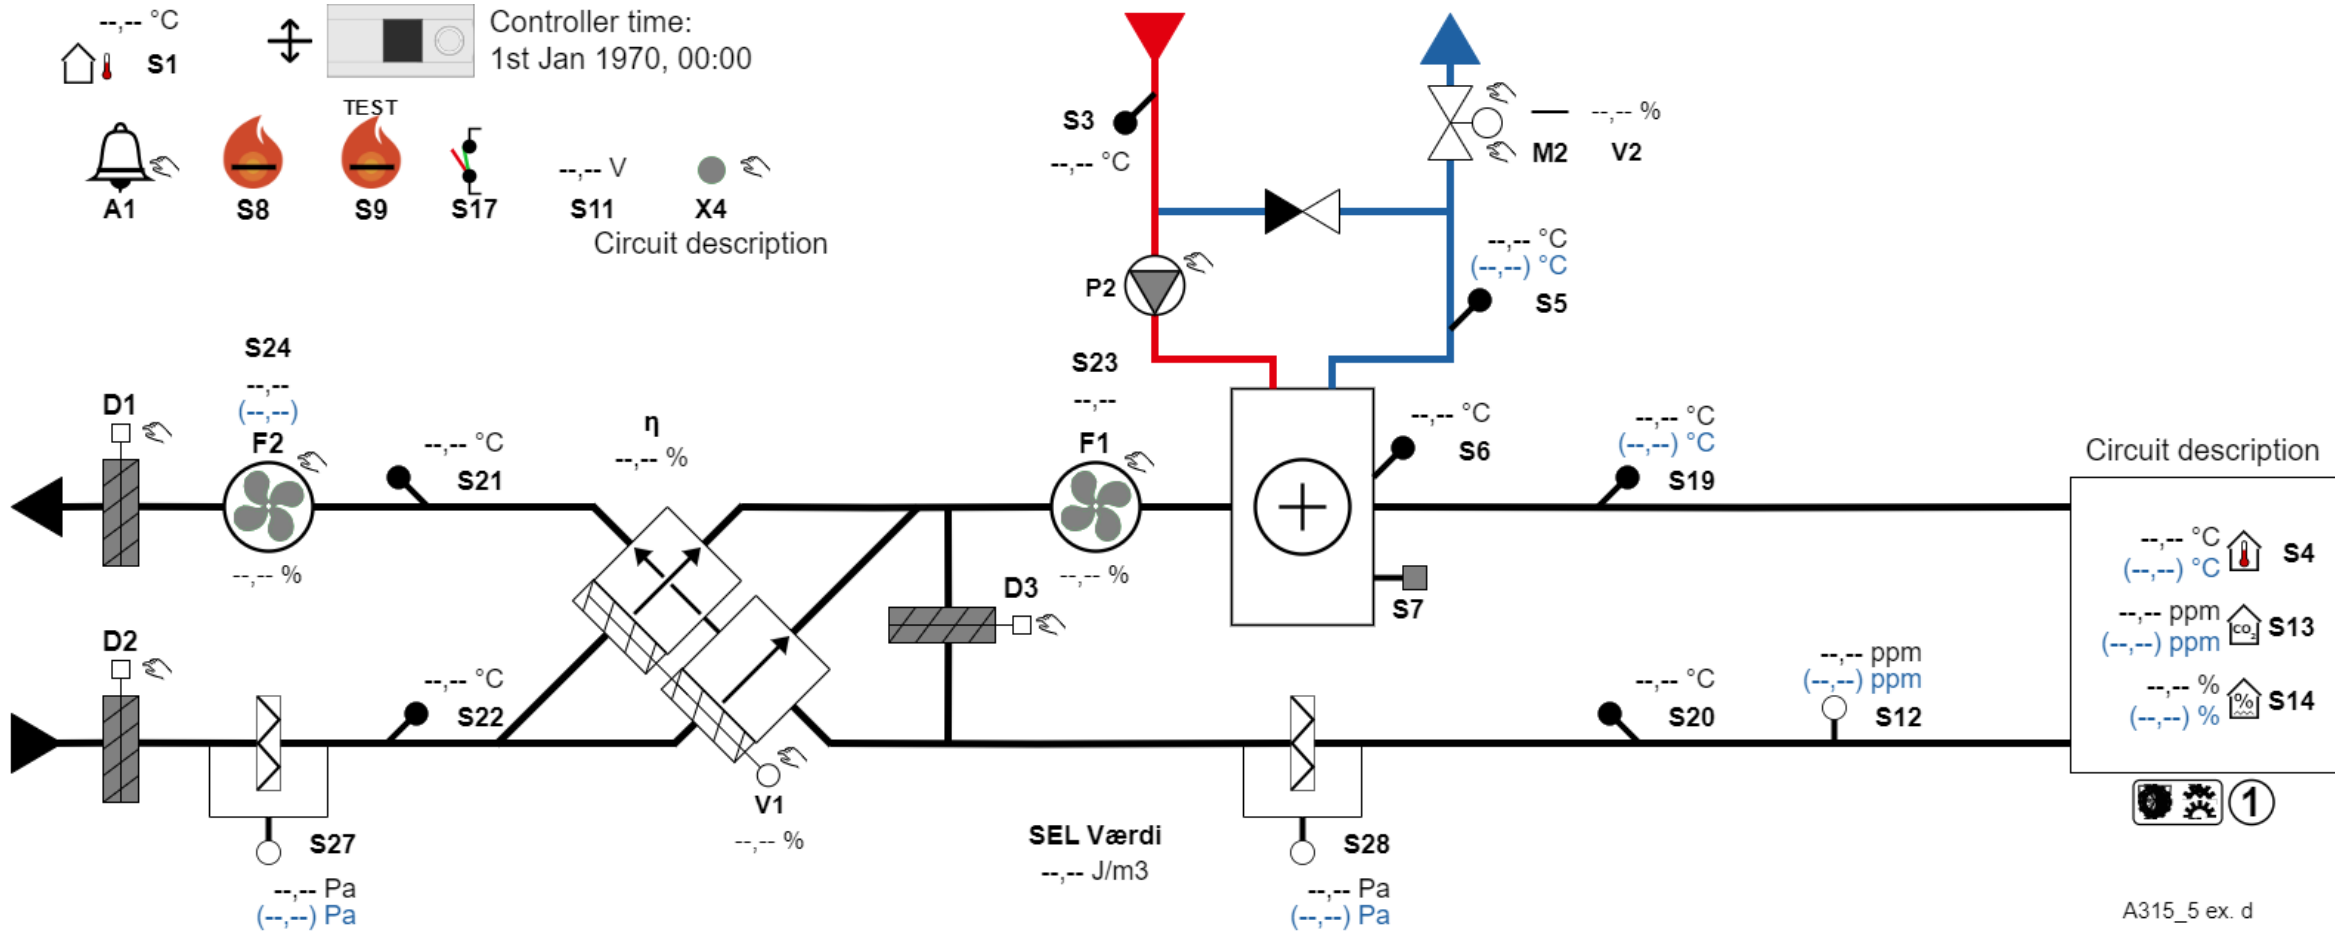 --,-- °C
S1
Controller time:
1st Jan 1970, 00:00
A1
S8
TEST
S9
S17
--,-- V
S11
X4
Circuit description
S3
--,-- °C
--,-- %
M2
V2
P2
--,-- °C
(--,--) °C
S5
D1
S24
--,--
(--,--)
F2
--,-- %
--,-- °C
S21
η
--,-- %
S23
--,--
F1
--,-- %
--,-- °C
S6
S7
--,-- °C
(--,--) °C
S19
Circuit description
--,-- °C
(--,--) °C
S4
--,-- ppm
(--,--) ppm
CO2
S13
--,-- %
(--,--) %
%
S14
D2
--,-- °C
S22
D3
V1
--,-- %
S27
--,-- Pa
(--,--) Pa
SEL Værdi
--,-- J/m3
S28
--,-- Pa
(--,--) Pa
--,-- °C
S20
--,-- ppm
(--,--) ppm
S12
1
A315_5 ex. d